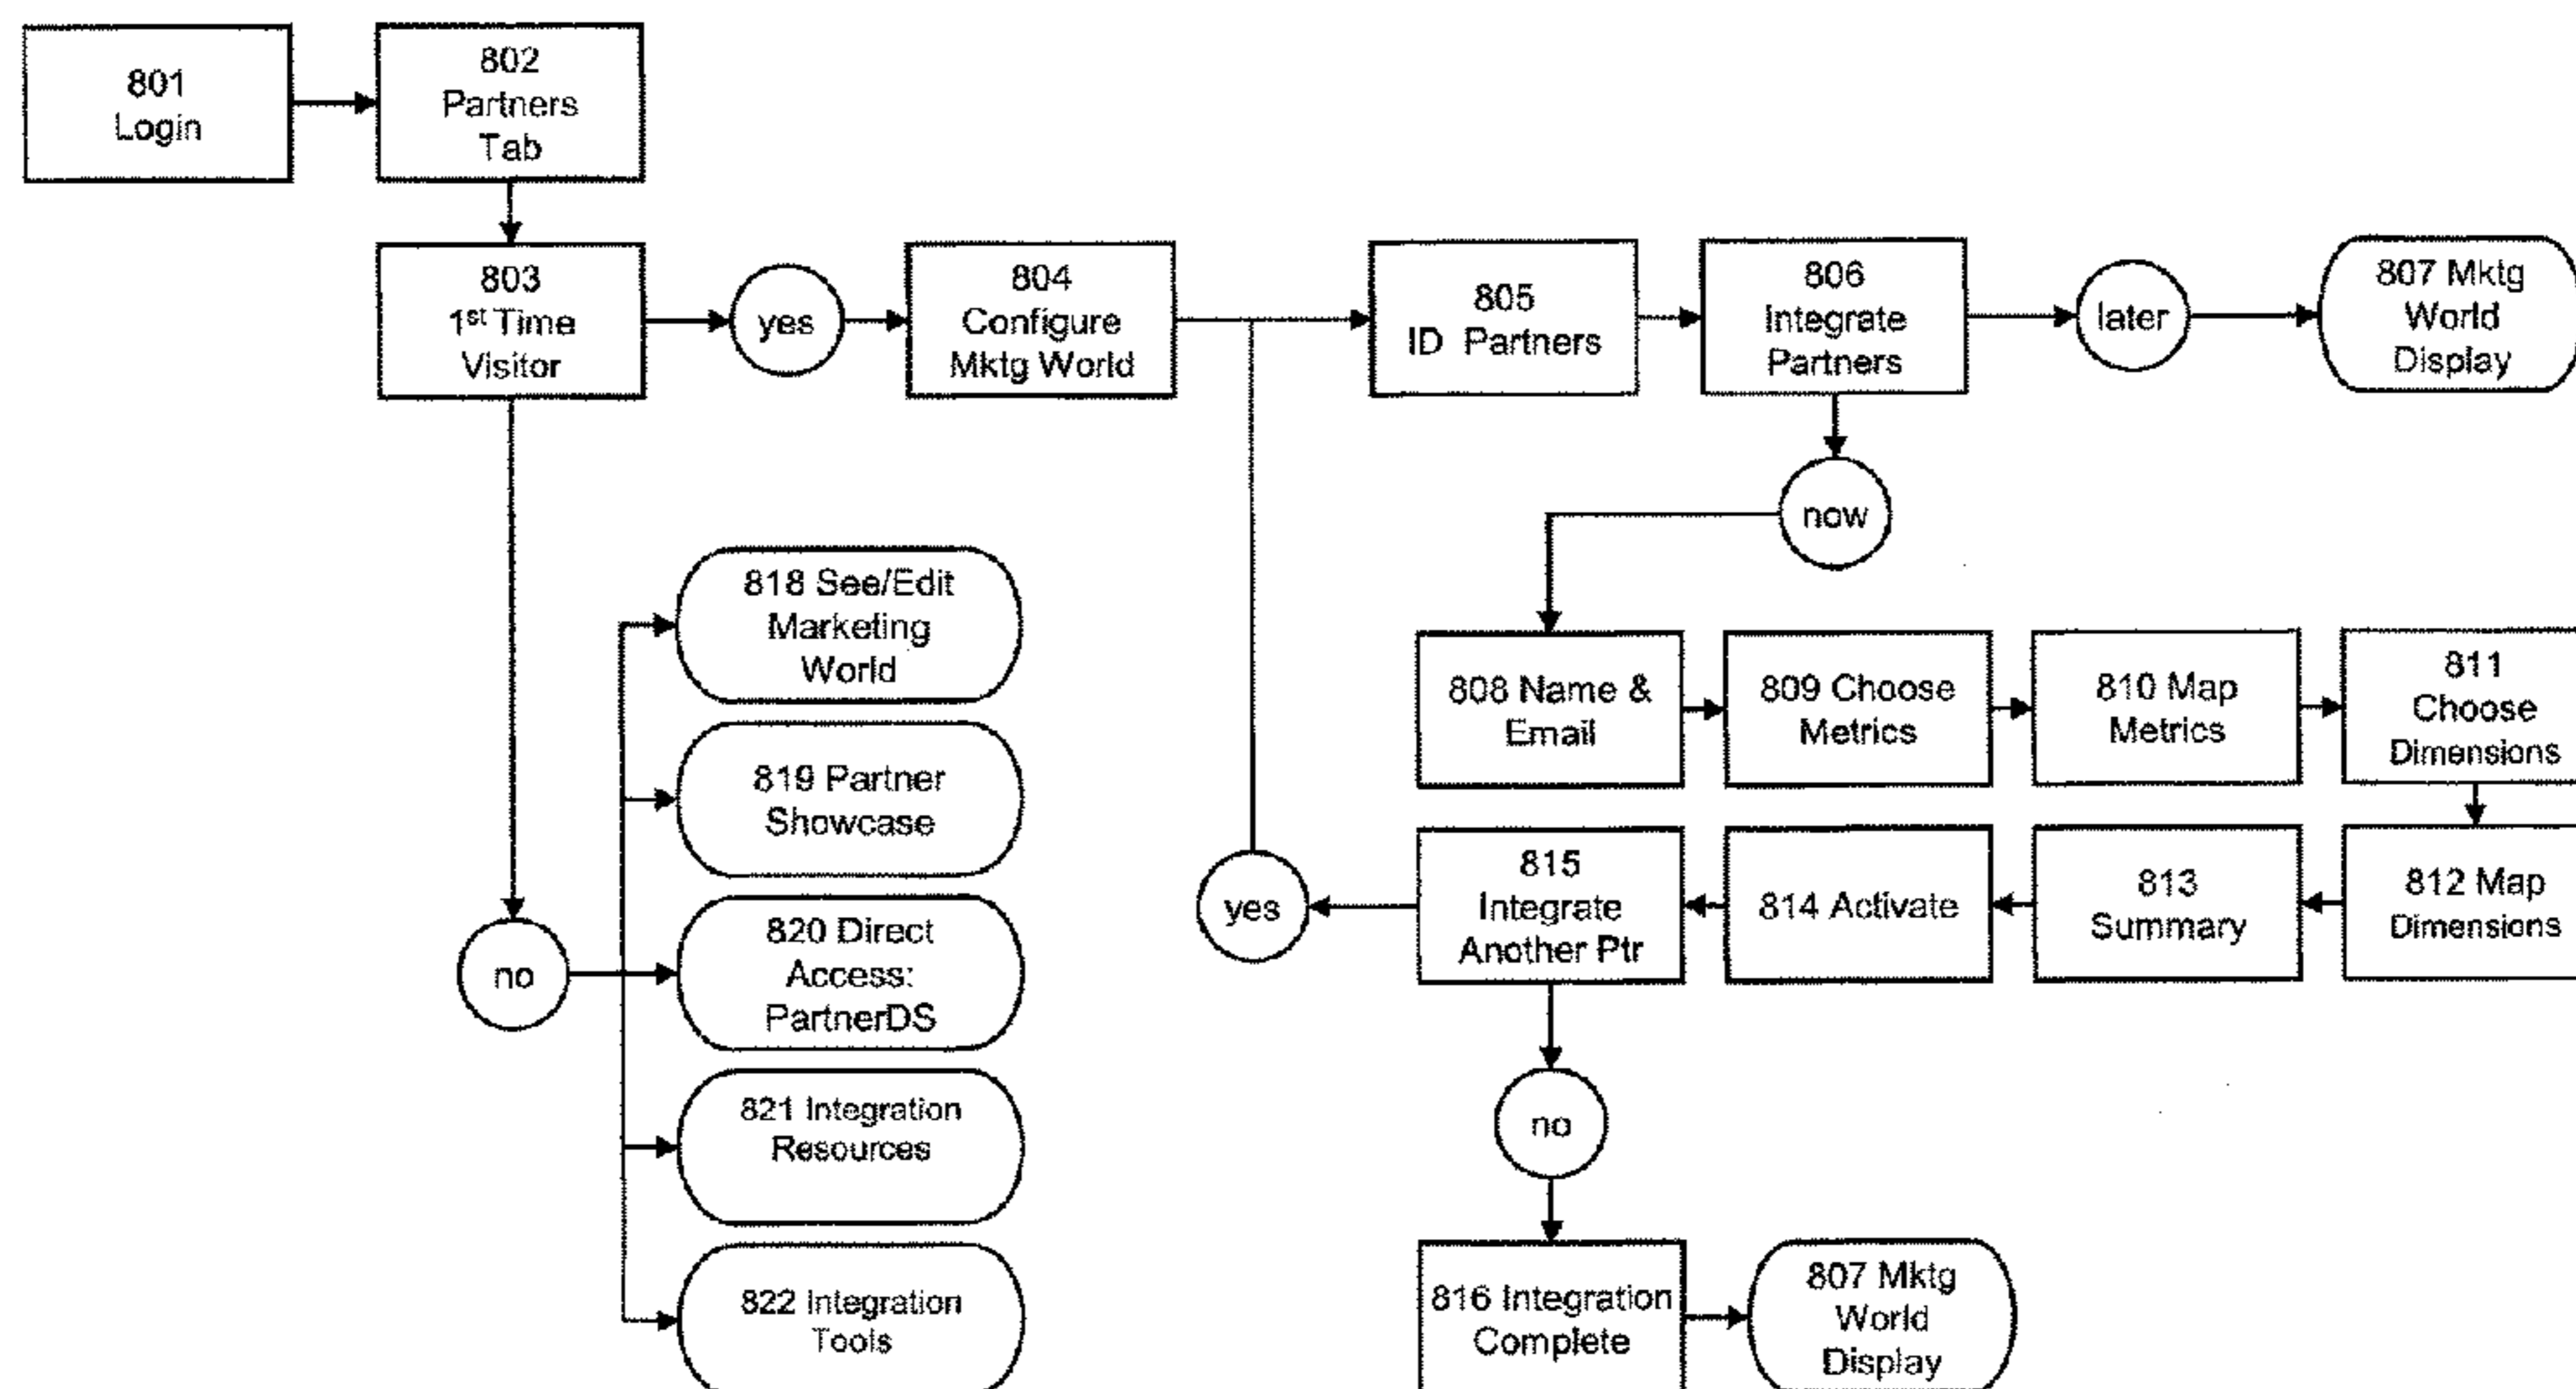 801
Login
802
Partners
Tab
803
1st Time
Visitor
yes
804
Configure
Mktg World
805
ID Partners
806
Integrate
Partners
later
807 Mktg
World
Display
now
808 Name &
Email
809 Choose
Metrics
810 Map
Metrics
811
Choose
Dimensions
812 Map
Dimensions
813
Summary
814 Activate
815
Integrate
Another Ptr
yes
no
816 Integration
Complete
807 Mktg
World
Display
no
818 See/Edit
Marketing
World
819 Partner
Showcase
820 Direct
Access:
PartnerDS
821 Integration
Resources
822 Integration
Tools